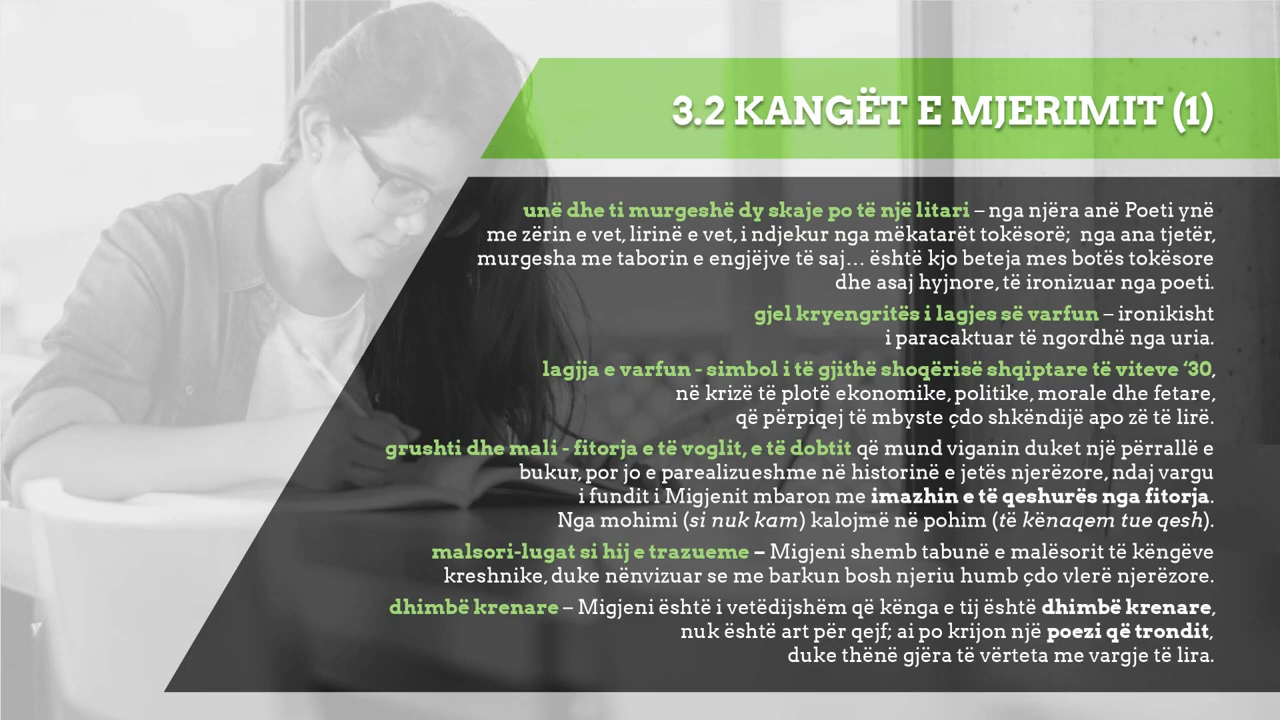 3.2 KANGËT E MJERIMIT (1)
unë dhe ti murgeshë dy skaje po të një litari – nga njëra anë Poeti ynë
me zërin e vet, lirinë e vet, i ndjekur nga mëkatarët tokësorë; nga ana tjetër,
murgesha me taborin e engjëjve të saj… është kjo beteja mes botës tokësore
dhe asaj hyjnore, të ironizuar nga poeti.
gjel kryengritës i lagjes së varfun – ironikisht
i paracaktuar të ngordhë nga uria.
lagjja e varfun - simbol i të gjithë shoqërisë shqiptare të viteve ‘30,
në krizë të plotë ekonomike, politike, morale dhe fetare,
që përpiqej të mbyste çdo shkëndijë apo zë të lirë.
grushti dhe mali - fitorja e të voglit, e të dobtit që mund viganin duket një përrallë e
bukur, por jo e parealizueshme në historinë e jetës njerëzore, ndaj vargu
i fundit i Migjenit mbaron me imazhin e të qeshurës nga fitorja.
Nga mohimi (si nuk kam) kalojmë në pohim (të kënaqem tue qesh).
malsori-lugat si hij e trazueme – Migjeni shemb tabunë e malësorit të këngëve
kreshnike, duke nënvizuar se me barkun bosh njeriu humb çdo vlerë njerëzore.
dhimbë krenare – Migjeni është i vetëdijshëm që kënga e tij është dhimbë krenare,
nuk është art për qejf; ai po krijon një poezi që trondit,
duke thënë gjëra të vërteta me vargje të lira.